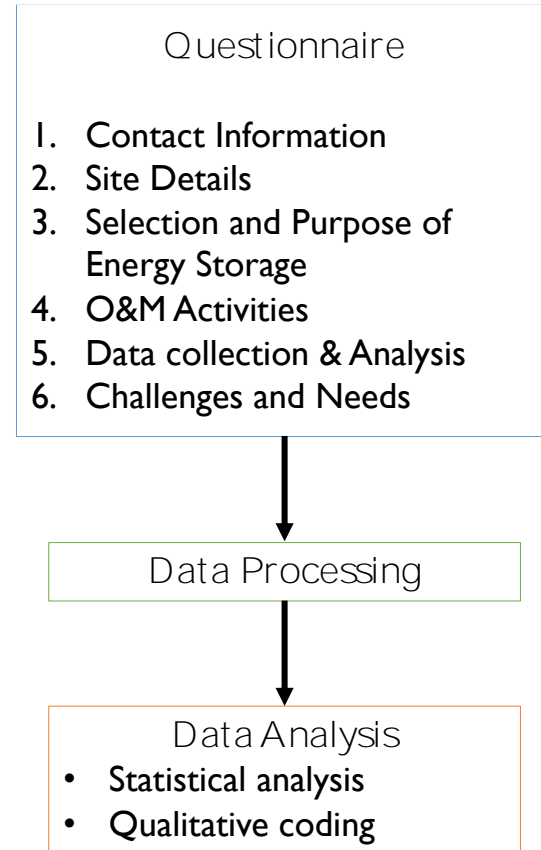 Questionnaire
1. Contact Information
2. Site Details
3. Selection and Purpose of
Energy Storage
4. O&M Activities
5. Data collection & Analysis
6. Challenges and Needs
Data Processing
Data Analysis
• Statistical analysis
• Qualitative coding